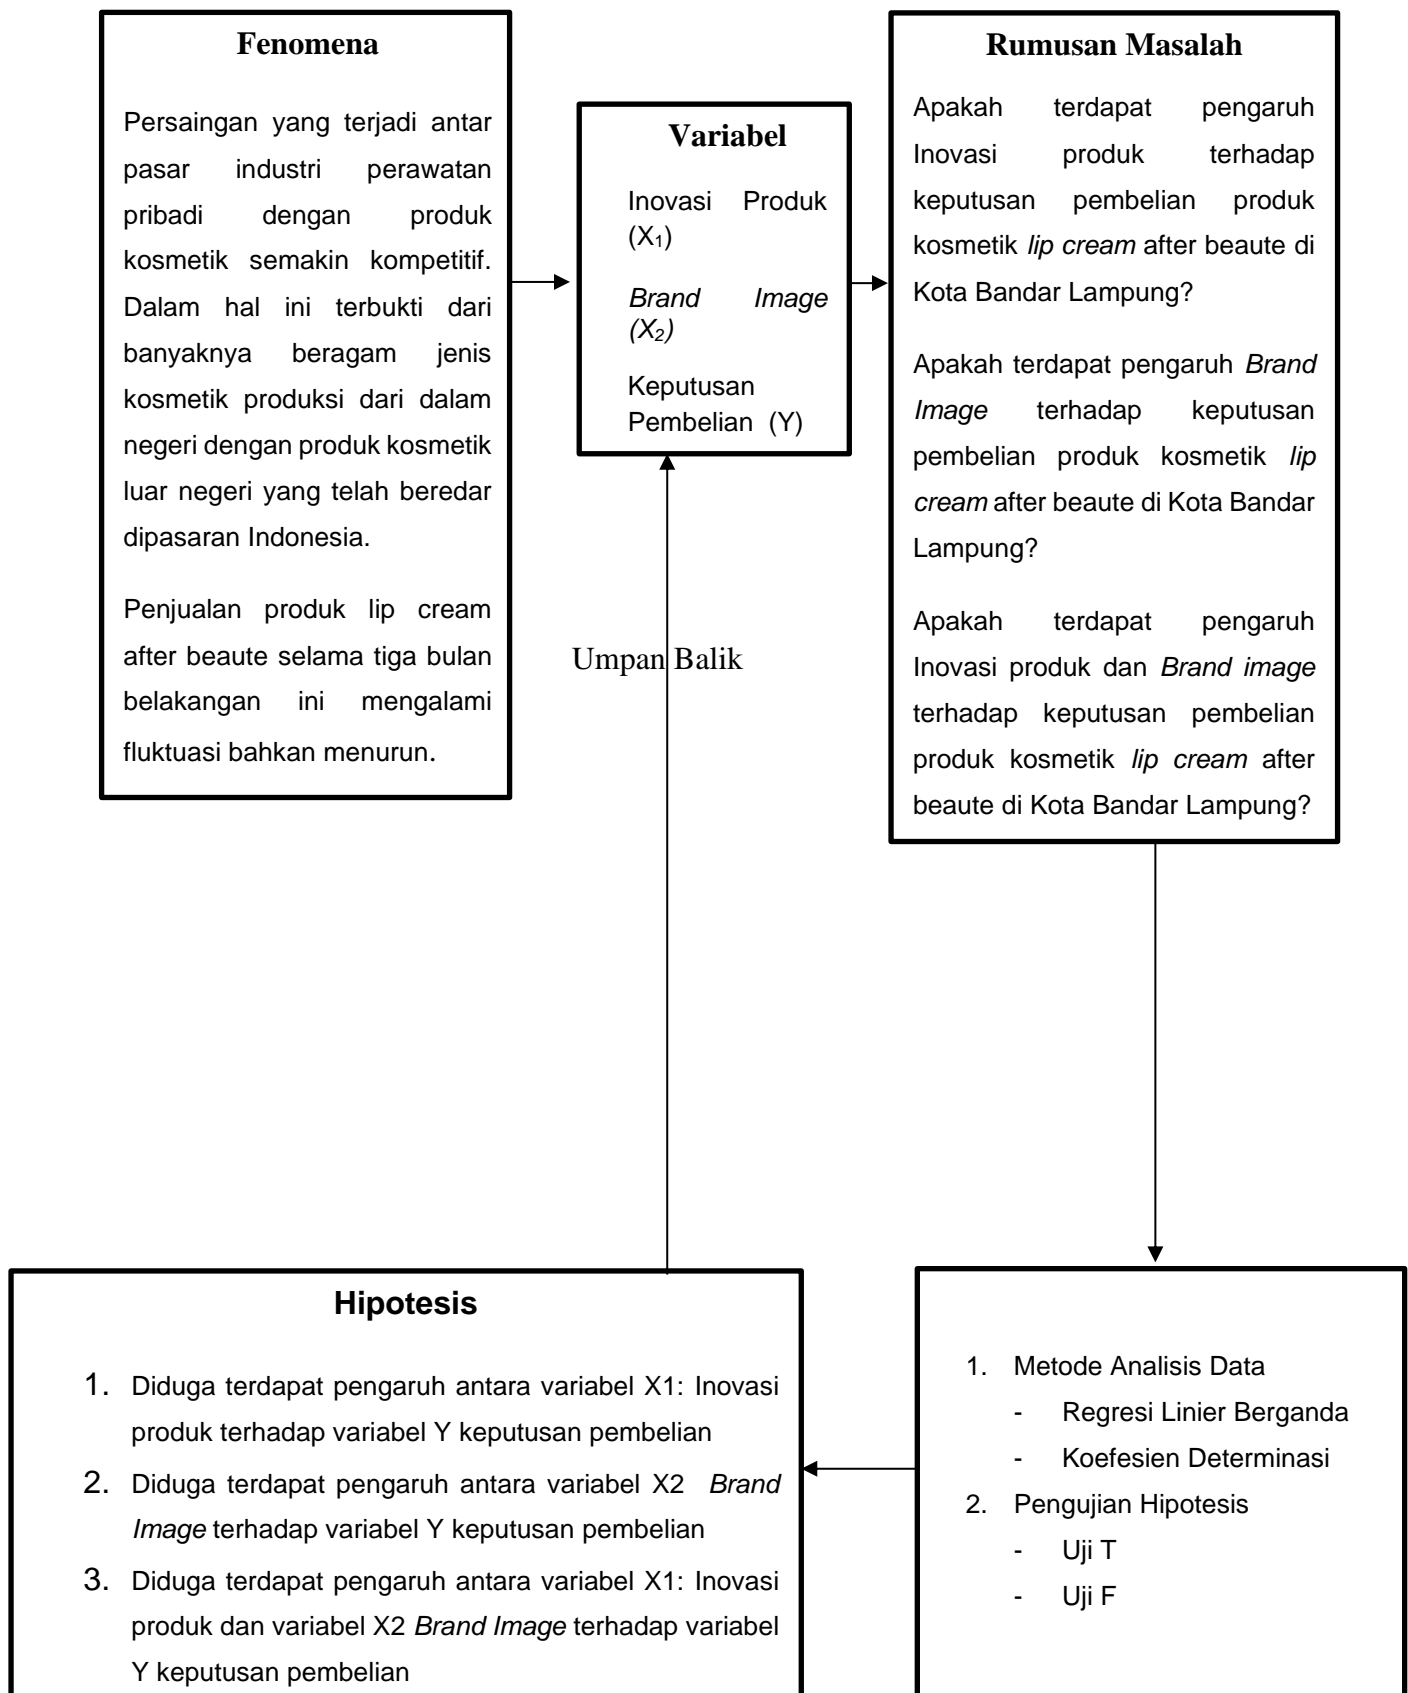 Fenomena
Persaingan yang terjadi antar
pasar industri perawatan
pribadi dengan produk
kosmetik semakin kompetitif.
Dalam hal ini terbukti dari
banyaknya beragam jenis
kosmetik produksi dari dalam
negeri dengan produk kosmetik
luar negeri yang telah beredar
dipasaran Indonesia.
Penjualan produk lip cream
after beaute selama tiga bulan
belakangan ini mengalami
fluktuasi bahkan menurun.
Variabel
Inovasi Produk
(X₁)
Brand Image
(X₂)
Keputusan
Pembelian (Y)
Rumusan Masalah
Apakah terdapat pengaruh
Inovasi produk terhadap
keputusan pembelian produk
kosmetik lip cream after beaute di
Kota Bandar Lampung?
Apakah terdapat pengaruh Brand
Image terhadap keputusan
pembelian produk kosmetik lip
cream after beaute di Kota Bandar
Lampung?
Apakah terdapat pengaruh
Inovasi produk dan Brand image
terhadap keputusan pembelian
produk kosmetik lip cream after
beaute di Kota Bandar Lampung?
Umpan Balik
Hipotesis
1. Diduga terdapat pengaruh antara variabel X1: Inovasi
produk terhadap variabel Y keputusan pembelian
2. Diduga terdapat pengaruh antara variabel X2 Brand
Image terhadap variabel Y keputusan pembelian
3. Diduga terdapat pengaruh antara variabel X1: Inovasi
produk dan variabel X2 Brand Image terhadap variabel
Y keputusan pembelian
1. Metode Analisis Data
- Regresi Linier Berganda
- Koefesien Determinasi
2. Pengujian Hipotesis
- Uji T
- Uji F